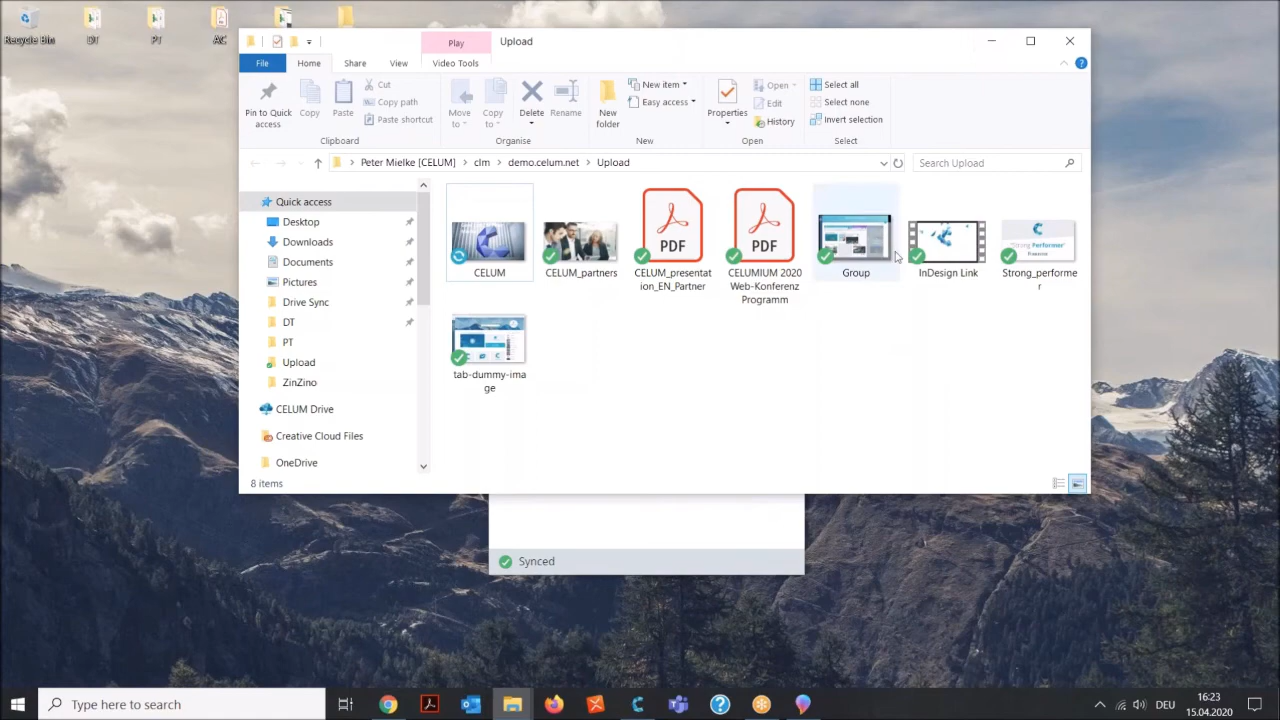 Recycle Bin
DT
PT
AC
Play
Upload
File
Home
Share
View
Video Tools
Pin to Quick access
Copy
Paste
Cut
Copy path
Paste shortcut
Clipboard
Move to
Copy to
Delete
Rename
Organise
New folder
New item
Easy access
New
Properties
Open
Edit
History
Open
Select all
Select none
Invert selection
Select
Peter Mielke [CELUM] > clm > demo.celum.net > Upload
Search Upload
Quick access
Desktop
Downloads
Documents
Pictures
Drive Sync
DT
PT
Upload
ZinZino
CELUM Drive
Creative Cloud Files
OneDrive
CELUM
CELUM_partners
PDF
CELUM_presentat
ion_EN_Partner
PDF
CELUMIUM 2020
Web-Konferenz
Programm
Group
InDesign Link
"Strong Performer"
Strong_performe
r
tab-dummy-ima
ge
8 items
Synced
Type here to search
DEU
16:23
15.04.2020